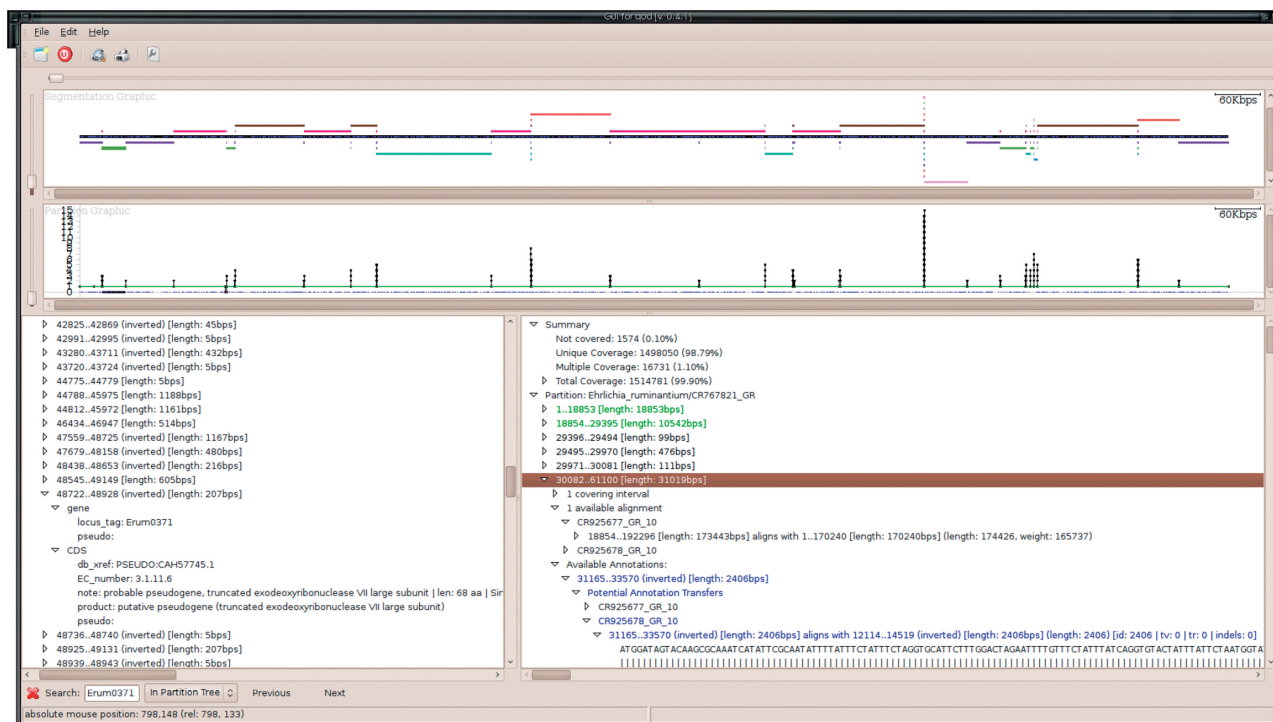 GUI for qod [v. 0.4.1]
File Edit Help
Segmentation Graphic
60Kbps
Partition Graphic
60Kbps
15
0
42825..42869 (inverted) [length: 45bps]
42991..42995 (inverted) [length: 5bps]
43280..43711 (inverted) [length: 432bps]
43720..43724 (inverted) [length: 5bps]
44775..44779 [length: 5bps]
44788..45975 [length: 1188bps]
44812..45972 [length: 1161bps]
46434..46947 [length: 514bps]
47559..48725 (inverted) [length: 1167bps]
47679..48158 (inverted) [length: 480bps]
48438..48653 (inverted) [length: 216bps]
48545..49149 [length: 605bps]
48722..48928 (inverted) [length: 207bps]
gene
locus_tag: Erum0371
pseudo:
CDS
db_xref: PSEUDO:CAH57745.1
EC_number: 3.1.11.6
note: probable pseudogene, truncated exodeoxyribonuclease VII large subunit | len: 68 aa | Sin
product: putative pseudogene (truncated exodeoxyribonuclease VII large subunit)
pseudo:
48736..48740 [length: 5bps]
48925..49131 (inverted) [length: 207bps]
48939..48943 (inverted) [length: 5bps]
Summary
Not covered: 1574 (0.10%)
Unique Coverage: 1498050 (98.79%)
Multiple Coverage: 16731 (1.10%)
Total Coverage: 1514781 (99.90%)
Partition: Ehrlichia_ruminantium/CR767821_GR
1..18853 [length: 18853bps]
18854..29395 [length: 10542bps]
29396..29494 [length: 99bps]
29495..29970 [length: 476bps]
29971..30081 [length: 111bps]
30082..61100 [length: 31019bps]
1 covering interval
1 available alignment
CR925677_GR_10
18854..192296 [length: 173443bps] aligns with 1..170240 [length: 170240bps] (length: 174426, weight: 165737)
CR925678_GR_10
Available Annotations:
31165..33570 (inverted) [length: 2406bps]
Potential Annotation Transfers
CR925677_GR_10
CR925678_GR_10
31165..33570 (inverted) [length: 2406bps] aligns with 12114..14519 (inverted) [length: 2406bps] (length: 2406) [id: 2406 | tv: 0 | tr: 0 | indels: 0]
ATGGATAGTACAAGCGCAAATCATATTCGCAATATTTTATTTCTATTTCTAGGTGCATTCTTTGGACTAGAATTTTGTTTCTATTTATCAGGTGTACTATTTATTCTAATGGTA
Search: Erum0371 In Partition Tree Previous Next
absolute mouse position: 798,148 (rel: 798, 133)